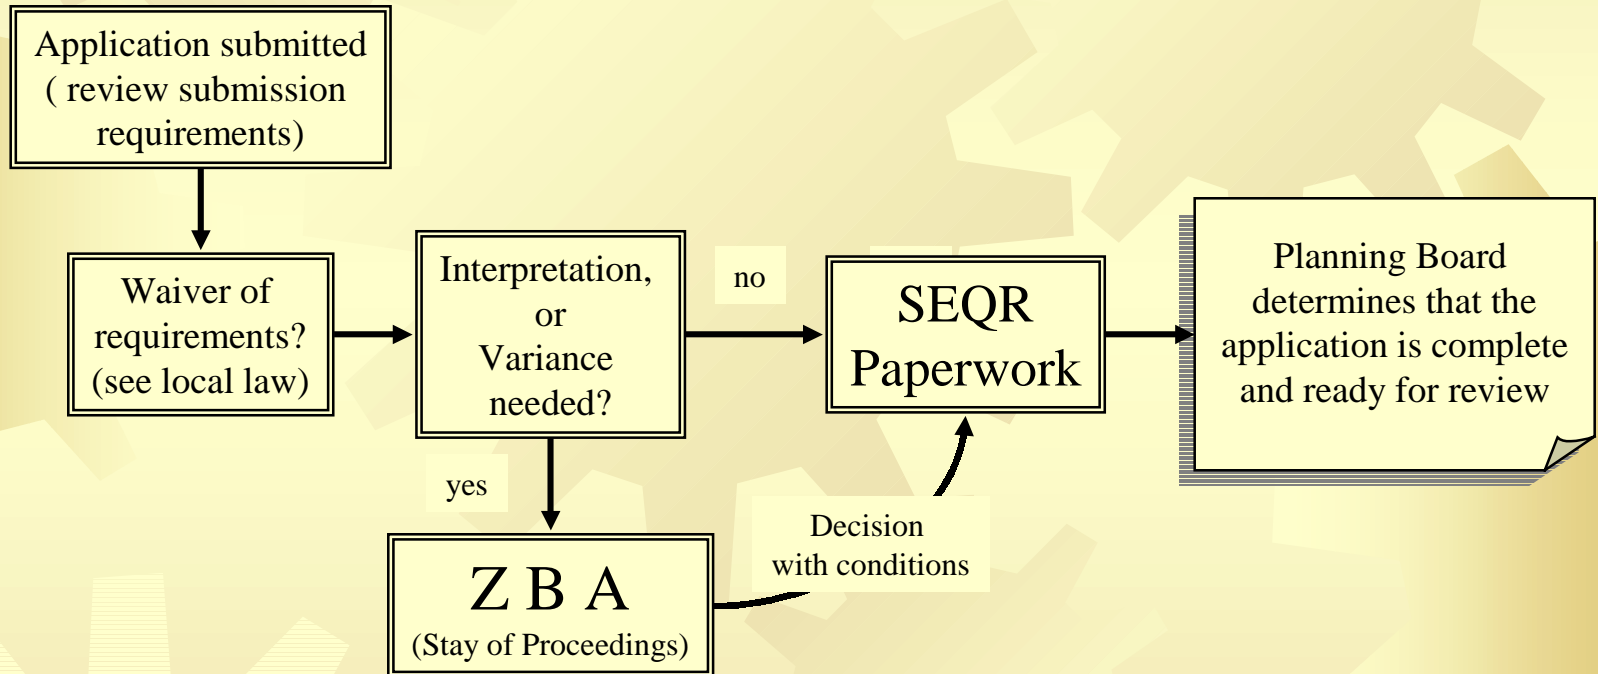 Application submitted
( review submission
requirements)
Waiver of
requirements?
(see local law)
Interpretation,
or
Variance
needed?
no
yes
Z B A
(Stay of Proceedings)
Decision
with conditions
SEQR
Paperwork
Planning Board
determines that the
application is complete
and ready for review